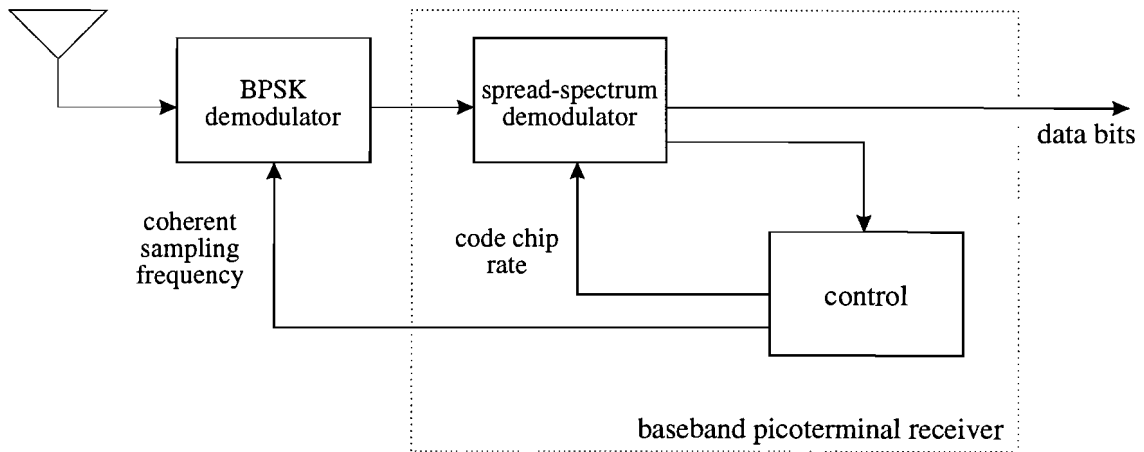 BPSK
demodulator
spread-spectrum
demodulator
data bits
coherent
sampling
frequency
code chip
rate
control
baseband picoterminal receiver